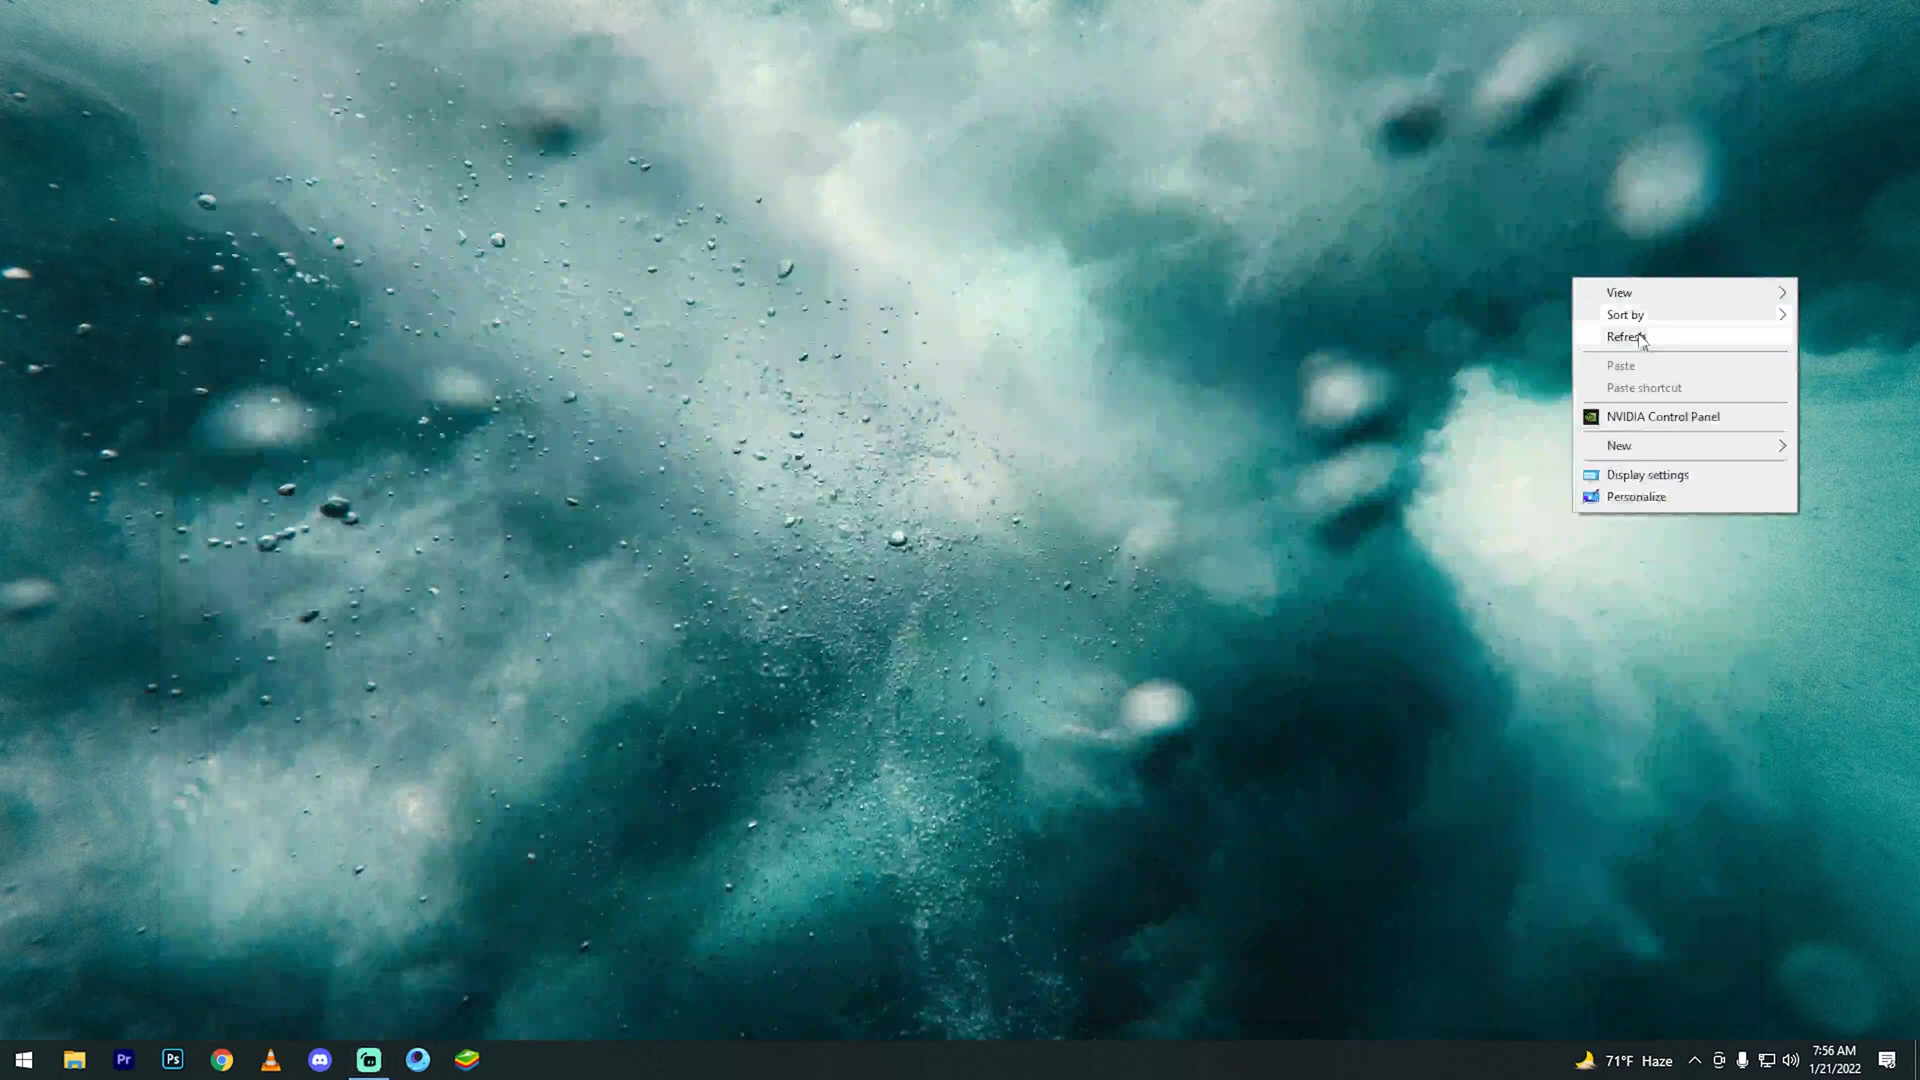 View
Sort by
Refresh
Paste
Paste shortcut
NVIDIA Control Panel
New
Display settings
Personalize
Pr
Ps
71°F Haze
7:56 AM
1/21/2022